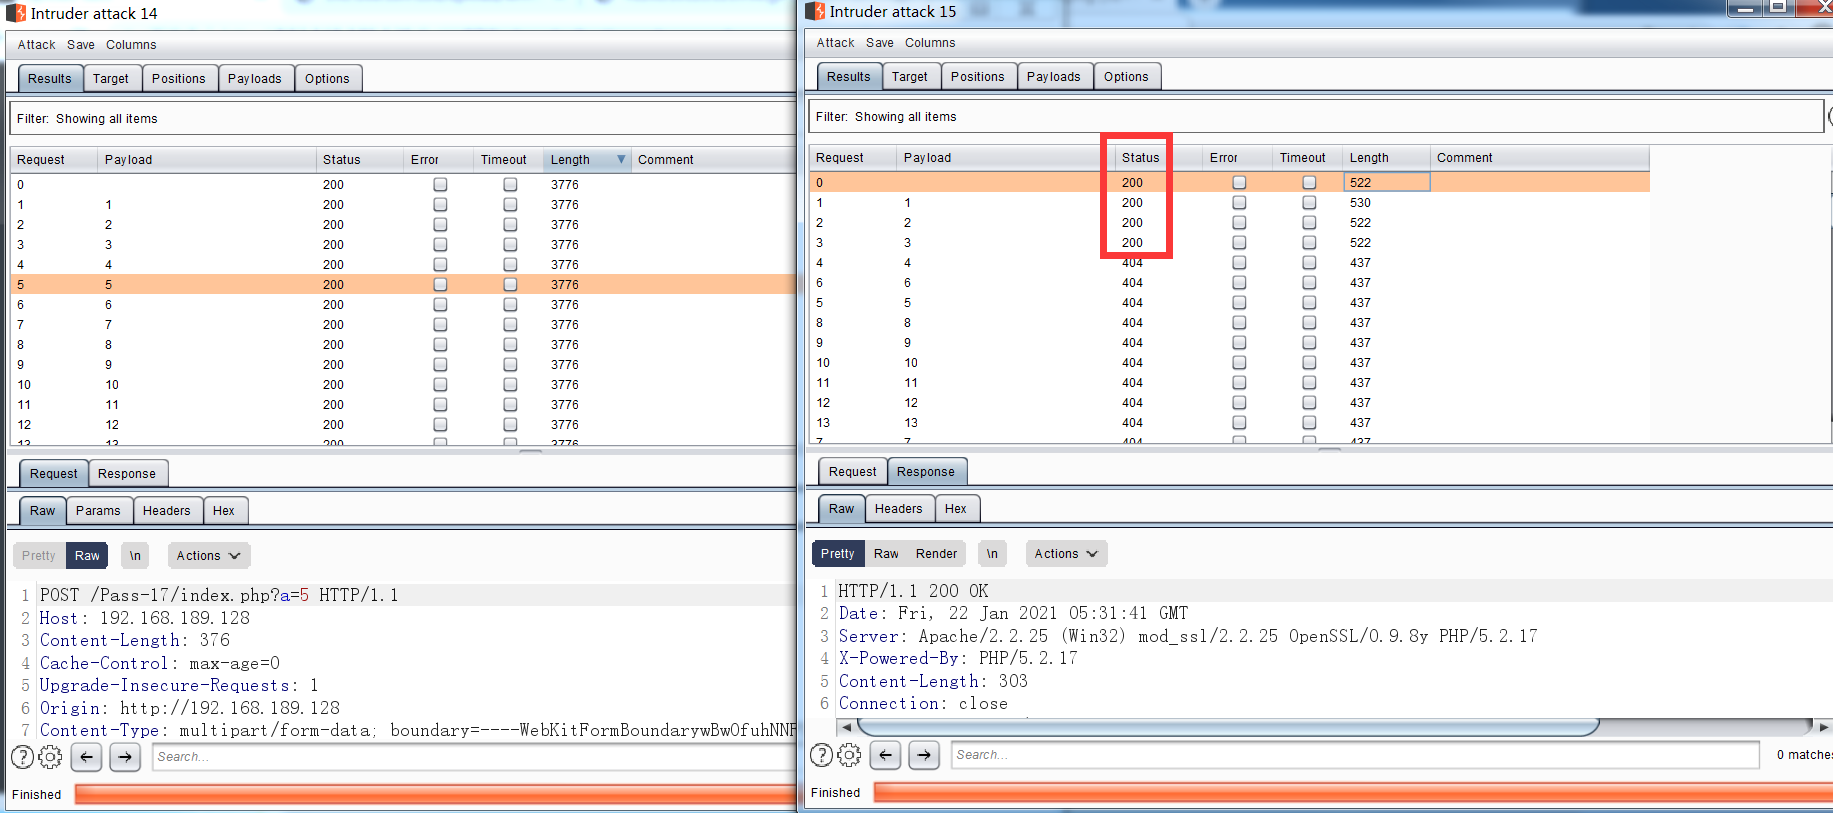 Intruder attack 14
Attack Save Columns
Results Target Positions Payloads Options
Filter: Showing all items
Request Payload Status Error Timeout Length Comment
0 200 3776
1 1 200 3776
2 2 200 3776
3 3 200 3776
4 4 200 3776
5 5 200 3776
6 6 200 3776
7 7 200 3776
8 8 200 3776
9 9 200 3776
10 10 200 3776
11 11 200 3776
12 12 200 3776
13 13 200 3776
Request Response
Raw Params Headers Hex
Pretty Raw \n Actions
1 POST /Pass-17/index.php?a=5 HTTP/1.1
2 Host: 192.168.189.128
3 Content-Length: 376
4 Cache-Control: max-age=0
5 Upgrade-Insecure-Requests: 1
6 Origin: http://192.168.189.128
7 Content-Type: multipart/form-data; boundary=----WebKitFormBoundarywBwOfuhNNF
Search...
Finished
Intruder attack 15
Attack Save Columns
Results Target Positions Payloads Options
Filter: Showing all items
Request Payload Status Error Timeout Length Comment
0 200 522
1 1 200 530
2 2 200 522
3 3 200 522
4 4 404 437
6 6 404 437
5 5 404 437
8 8 404 437
9 9 404 437
10 10 404 437
11 11 404 437
12 12 404 437
13 13 404 437
7 7 404 437
Request Response
Raw Headers Hex
Pretty Raw Render \n Actions
1 HTTP/1.1 200 OK
2 Date: Fri, 22 Jan 2021 05:31:41 GMT
3 Server: Apache/2.2.25 (Win32) mod_ssl/2.2.25 OpenSSL/0.9.8y PHP/5.2.17
4 X-Powered-By: PHP/5.2.17
5 Content-Length: 303
6 Connection: close
Search...
0 matches
Finished